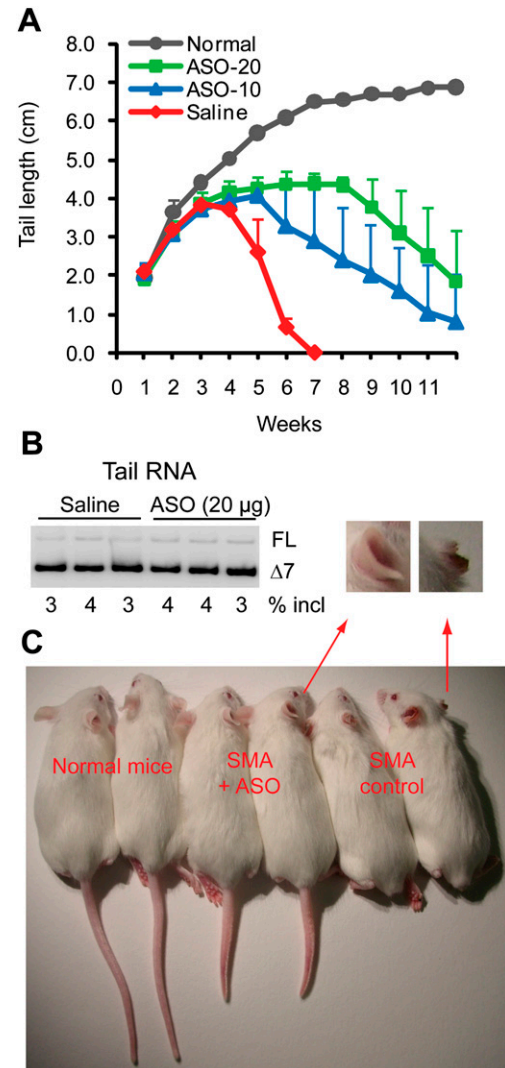 A
Normal
ASO-20
ASO-10
Saline
8.0
7.0
6.0
5.0
4.0
3.0
2.0
1.0
0.0
Tail length (cm)
0 1 2 3 4 5 6 7 8 9 10 11
Weeks
B
Tail RNA
Saline ASO (20 µg)
FL
Δ7
3 4 3 4 4 3 % incl
C
Normal mice
SMA
+ ASO
SMA
control